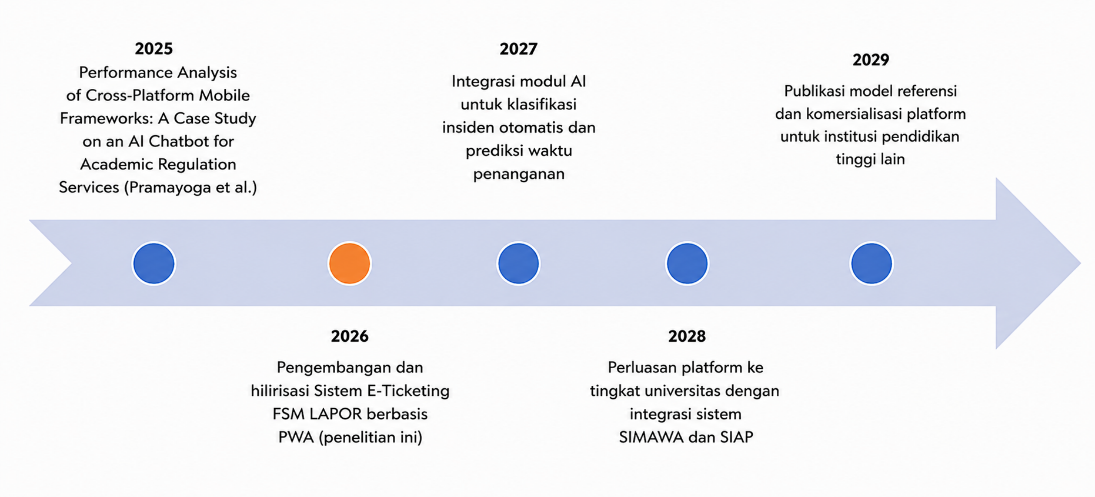 2025
Performance Analysis
of Cross-Platform Mobile
Frameworks: A Case Study
on an AI Chatbot for
Academic Regulation
Services (Pramayoga et al.)
2026
Pengembangan dan
hilirisasi Sistem E-Ticketing
FSM LAPOR berbasis
PWA (penelitian ini)
2027
Integrasi modul AI
untuk klasifikasi
insiden otomatis dan
prediksi waktu
penanganan
2028
Perluasan platform ke
tingkat universitas dengan
integrasi sistem
SIMAWA dan SIAP
2029
Publikasi model referensi
dan komersialisasi platform
untuk institusi pendidikan
tinggi lain